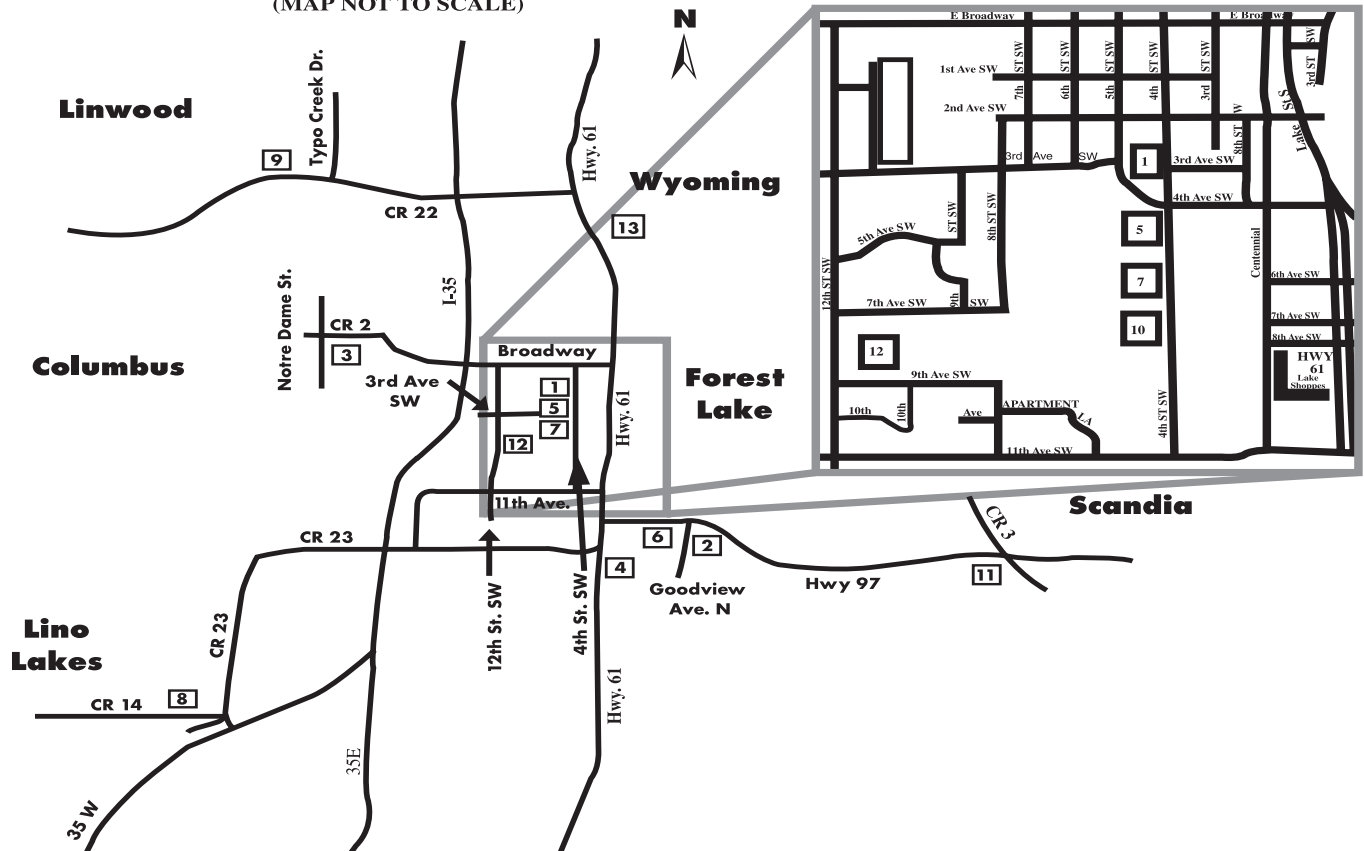 (MAP NOT TO SCALE)
N
Linwood
Typo Creek Dr.
9
CR 22
Hwy. 61
Wyoming
13
I-35
Notre Dame St.
CR 2
3
Columbus
Broadway
3rd Ave
SW
1
5
7
12
Hwy. 61
Forest
Lake
11th Ave.
CR 23
6
2
4
Goodview
Ave. N
Hwy 97
CR 3
11
Scandia
12th St. SW
4th St. SW
Lino
Lakes
CR 23
CR 14
8
Hwy. 61
35E
35 W
E Broadway
E Broadway
1st Ave SW
7th ST SW
6th ST SW
5th ST SW
4th ST SW
3rd ST SW
3rd ST SW
2nd Ave SW
Lake St S.
8th ST W
3rd Ave SW
1
3rd Ave SW
4th Ave SW
5th Ave SW
ST SW
8th ST SW
5
Centennial
12th ST SW
7
6th Ave SW
7th Ave SW
9th SW
10
7th Ave SW
8th Ave SW
12
HWY
61
Lake
Shoppes
9th Ave SW
10th
10th
Ave
APARTMENT
LA
4th ST SW
11th Ave SW